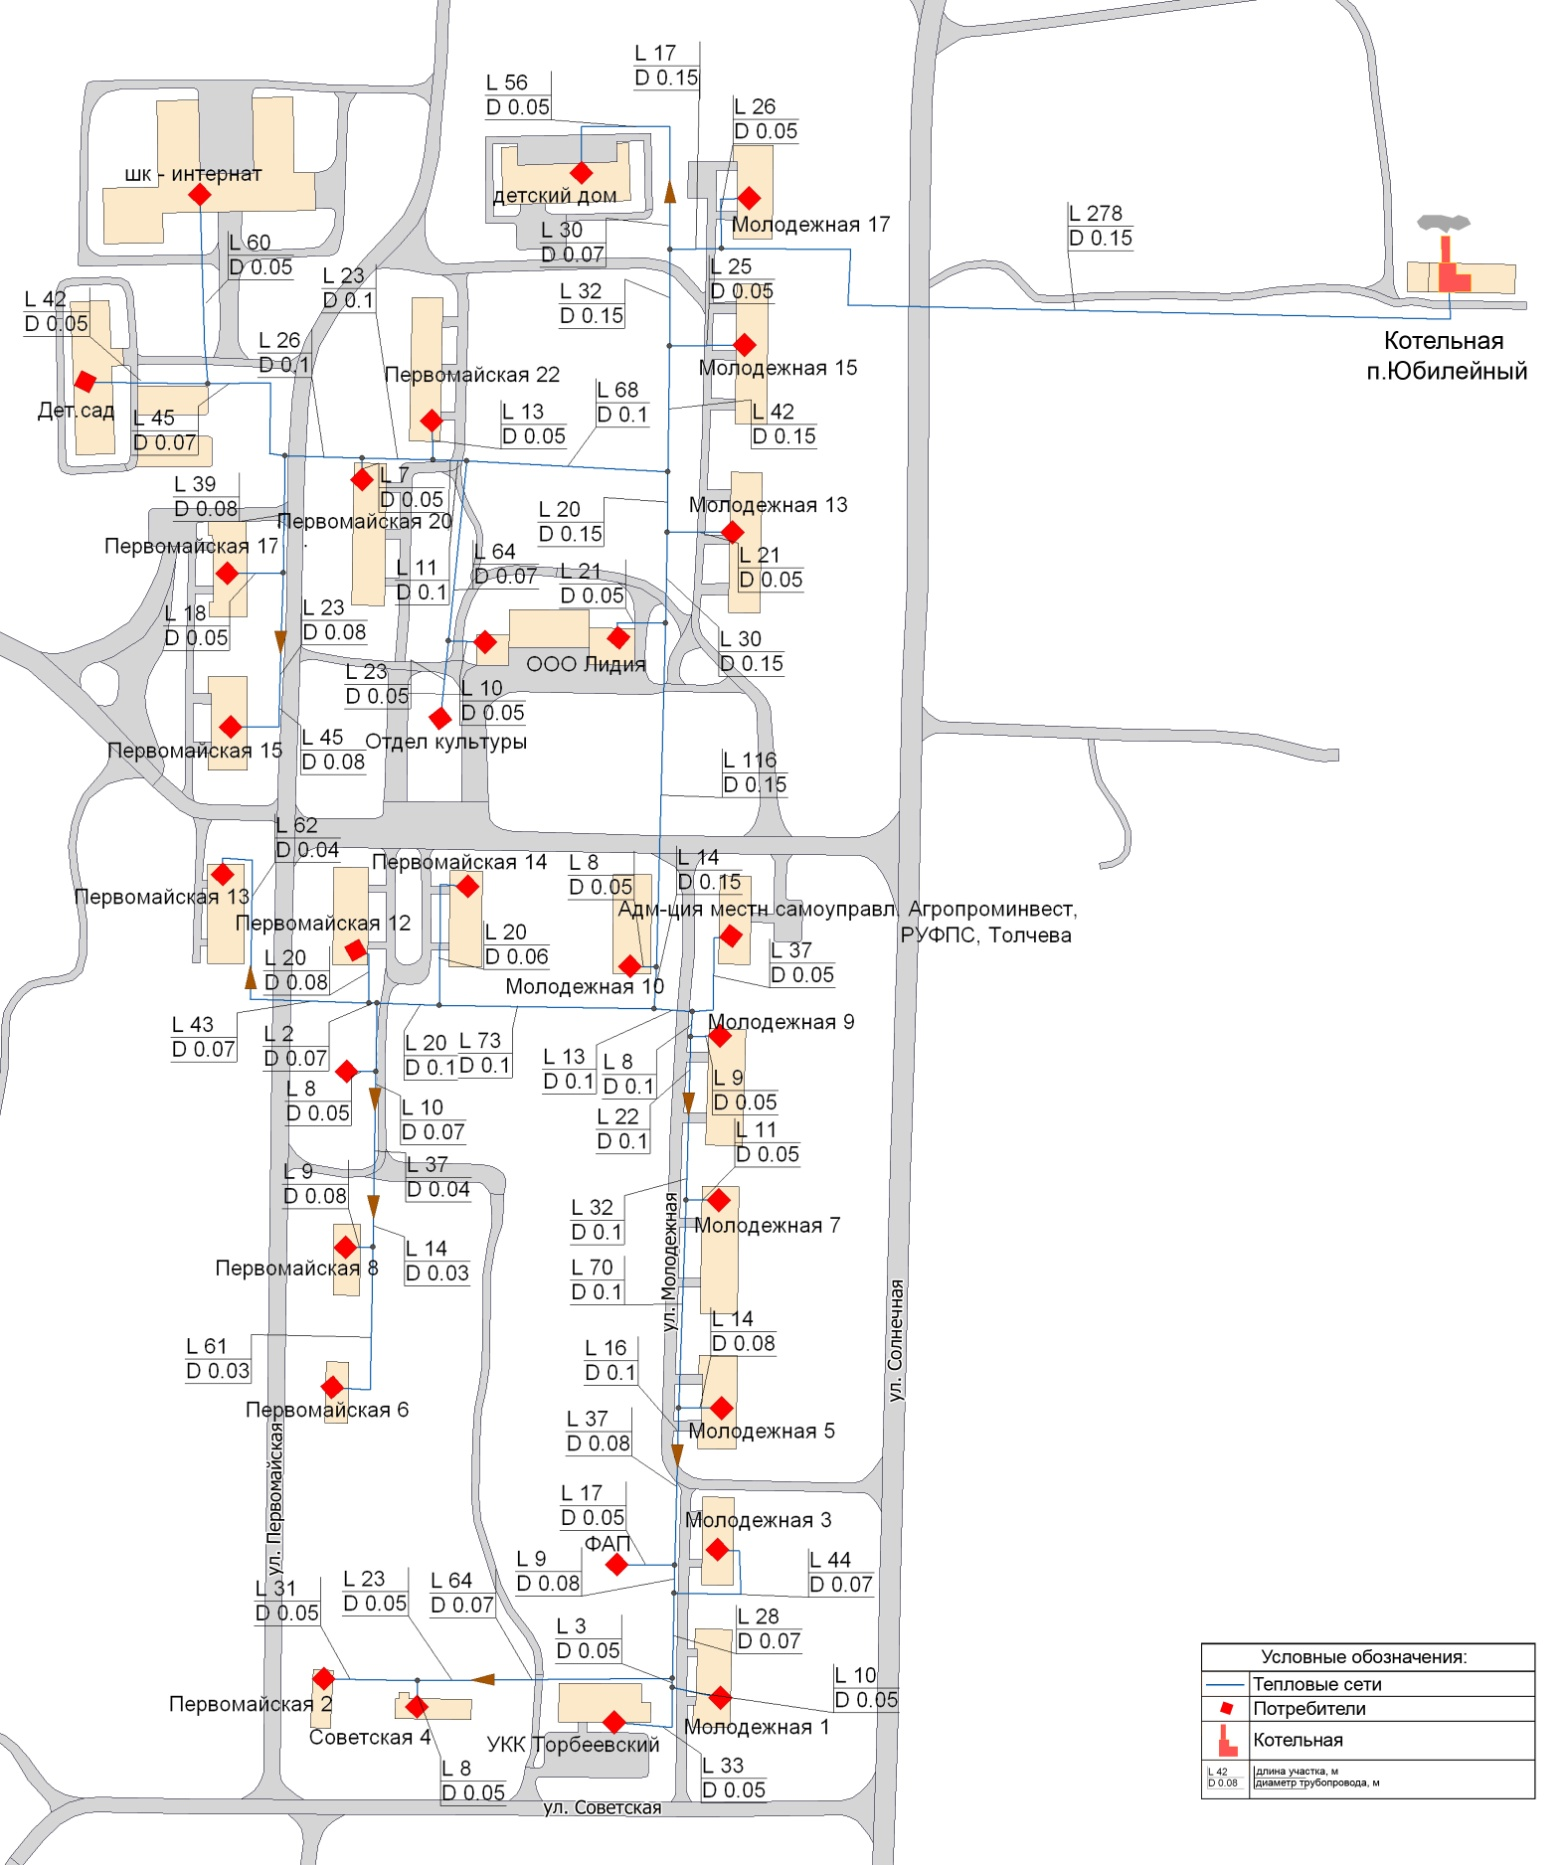 L 17
D 0.15
L 56
D 0.05
L 26
D 0.05
шк - интернат
детский дом
Молодежная 17
L 278
D 0.15
L 60
D 0.05
L 30
D 0.07
L 23
D 0.1
L 25
D 0.05
L 42
D 0.05
L 32
D 0.15
L 26
D 0.1
Котельная
п.Юбилейный
Первомайская 22
Молодежная 15
Дет.сад
L 45
D 0.07
L 13
D 0.05
L 68
D 0.1
L 42
D 0.15
L 39
D 0.08
L 7
D 0.05
Молодежная 13
Первомайская 20
L 20
D 0.15
Первомайская 17
L 11
D 0.1
L 64
D 0.07
L 21
D 0.05
L 21
D 0.05
L 18
D 0.05
L 23
D 0.08
L 30
D 0.15
ООО Лидия
L 23
D 0.05
L 10
D 0.05
Первомайская 15
L 45
D 0.08
Отдел культуры
L 116
D 0.15
L 62
D 0.04
Первомайская 14
L 8
D 0.05
L 14
D 0.15
Первомайская 13
Первомайская 12
Адм-ция местн самоуправл, Агропроминвест,
РУФПС, Толчева
L 20
D 0.06
L 37
D 0.05
L 20
D 0.08
Молодежная 10
L 43
D 0.07
L 2
D 0.07
L 20
D 0.1
L 73
D 0.1
Молодежная 9
L 13
D 0.1
L 8
D 0.1
L 9
D 0.05
L 8
D 0.05
L 10
D 0.07
L 22
D 0.1
L 11
D 0.05
L 9
D 0.08
L 37
D 0.04
L 32
D 0.1
ул. Молодежная
Молодежная 7
Первомайская 8
L 14
D 0.03
L 70
D 0.1
ул. Солнечная
L 61
D 0.03
L 16
D 0.1
L 14
D 0.08
Первомайская 6
L 37
D 0.08
Молодежная 5
ул. Первомайская
L 17
D 0.05
ФАП
Молодежная 3
L 9
D 0.08
L 44
D 0.07
L 31
D 0.05
L 23
D 0.05
L 64
D 0.07
L 3
D 0.05
L 28
D 0.07
L 10
D 0.05
Первомайская 2
Советская 4
УКК Торбеевский
Молодежная 1
L 8
D 0.05
L 33
D 0.05
ул. Советская
Условные обозначения:
Тепловые сети
Потребители
Котельная
L 42
D 0.08
длина участка, м
диаметр трубопровода, м